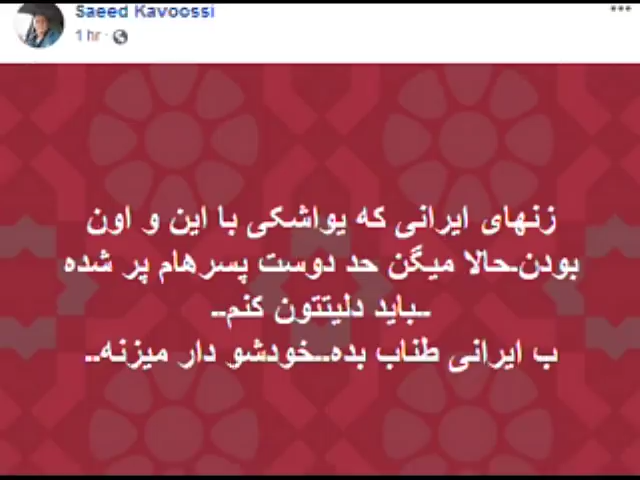 Saeed Kavoossi
1 hr ·
زنهای ایرانی که یواشکی با این و اون
بودن..حالا میگن حد دوست پسرهام پر شده
..باید دلیتتون کنم..
ب ایرانی طناب بده..خودشو دار میزنه..